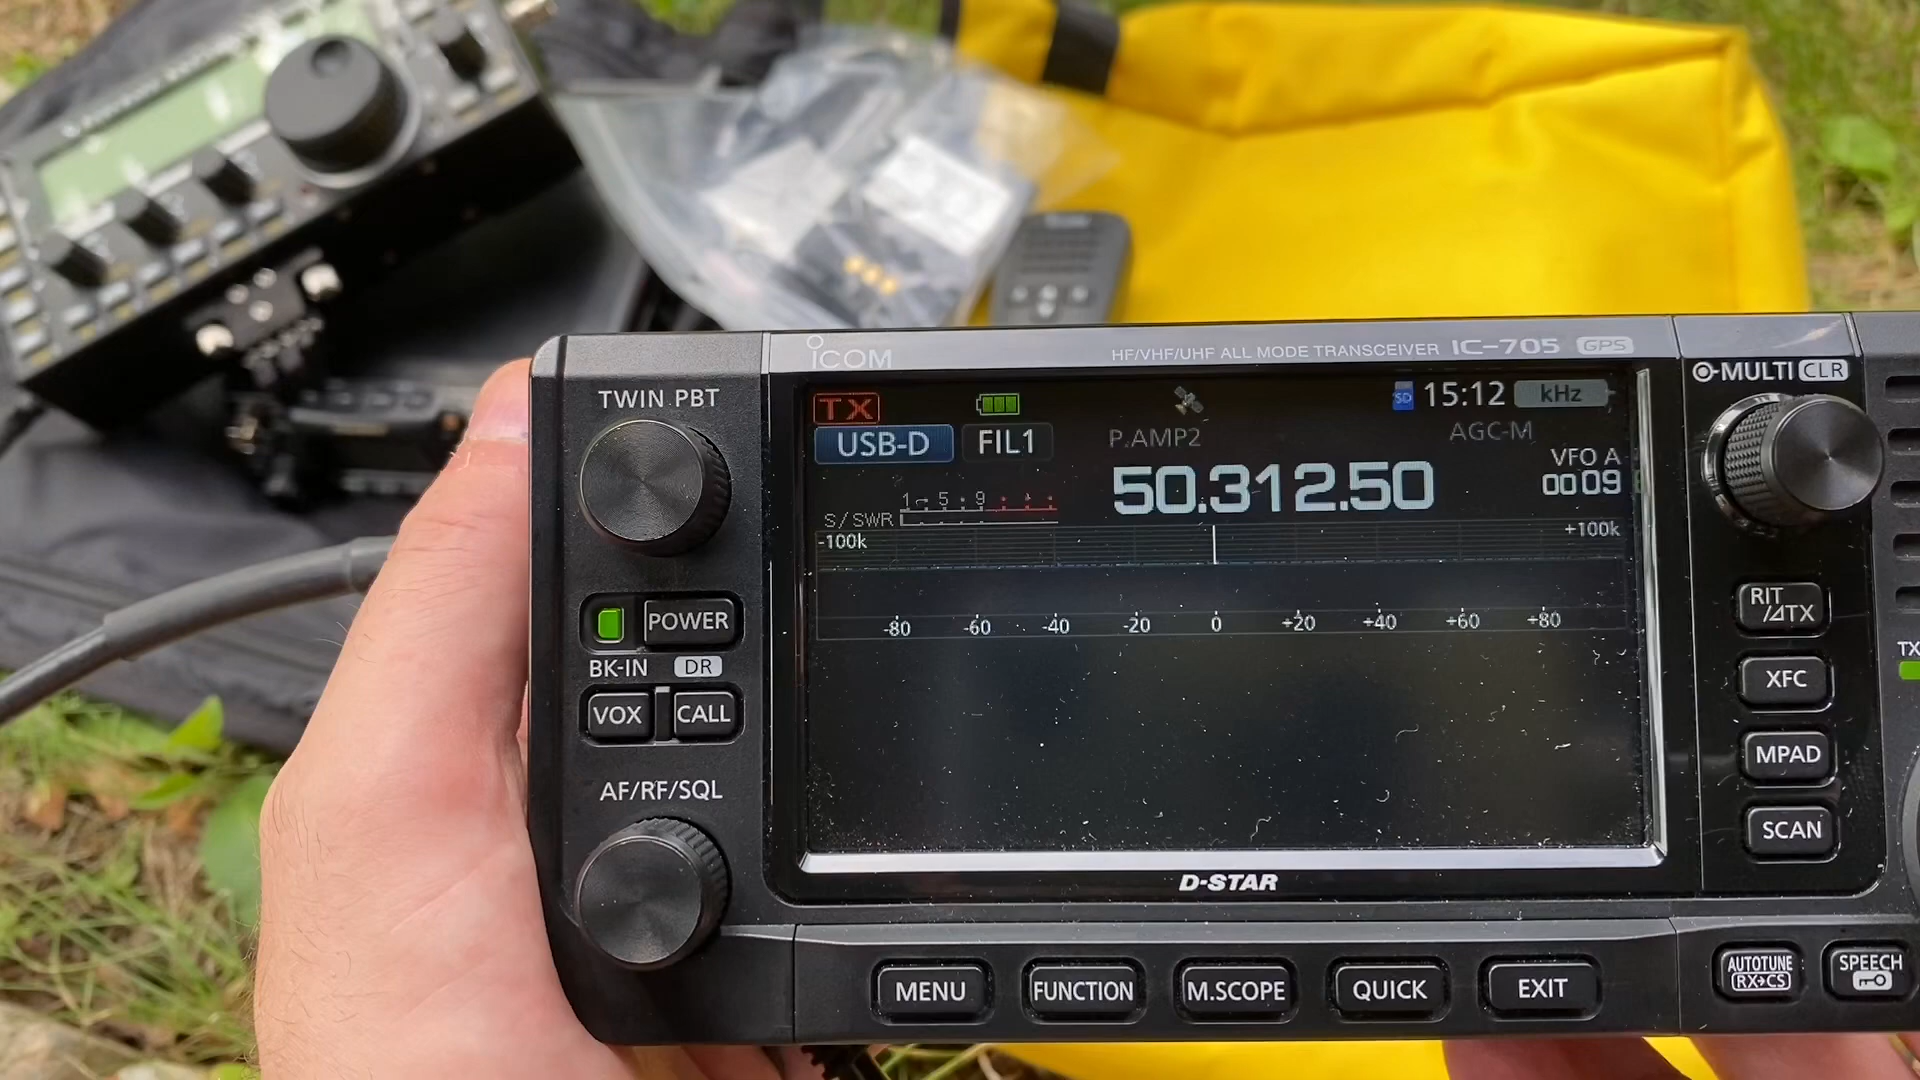 ICOM
HF/VHF/UHF ALL MODE TRANSCEIVER IC-705 GPS
TWIN PBT
MULTI CLR
TX
SD 15:12 kHz
USB-D FIL1 P.AMP2 AGC-M
50.312.50
VFO A
0009
1 5 9
S/SWR
-100k +100k
-80 -60 -40 -20 0 +20 +40 +60 +80
POWER
BK-IN DR
VOX CALL
AF/RF/SQL
RIT
/ΔTX
XFC
MPAD
SCAN
TX
D-STAR
MENU FUNCTION M.SCOPE QUICK EXIT
AUTOTUNE
RX→CS
SPEECH